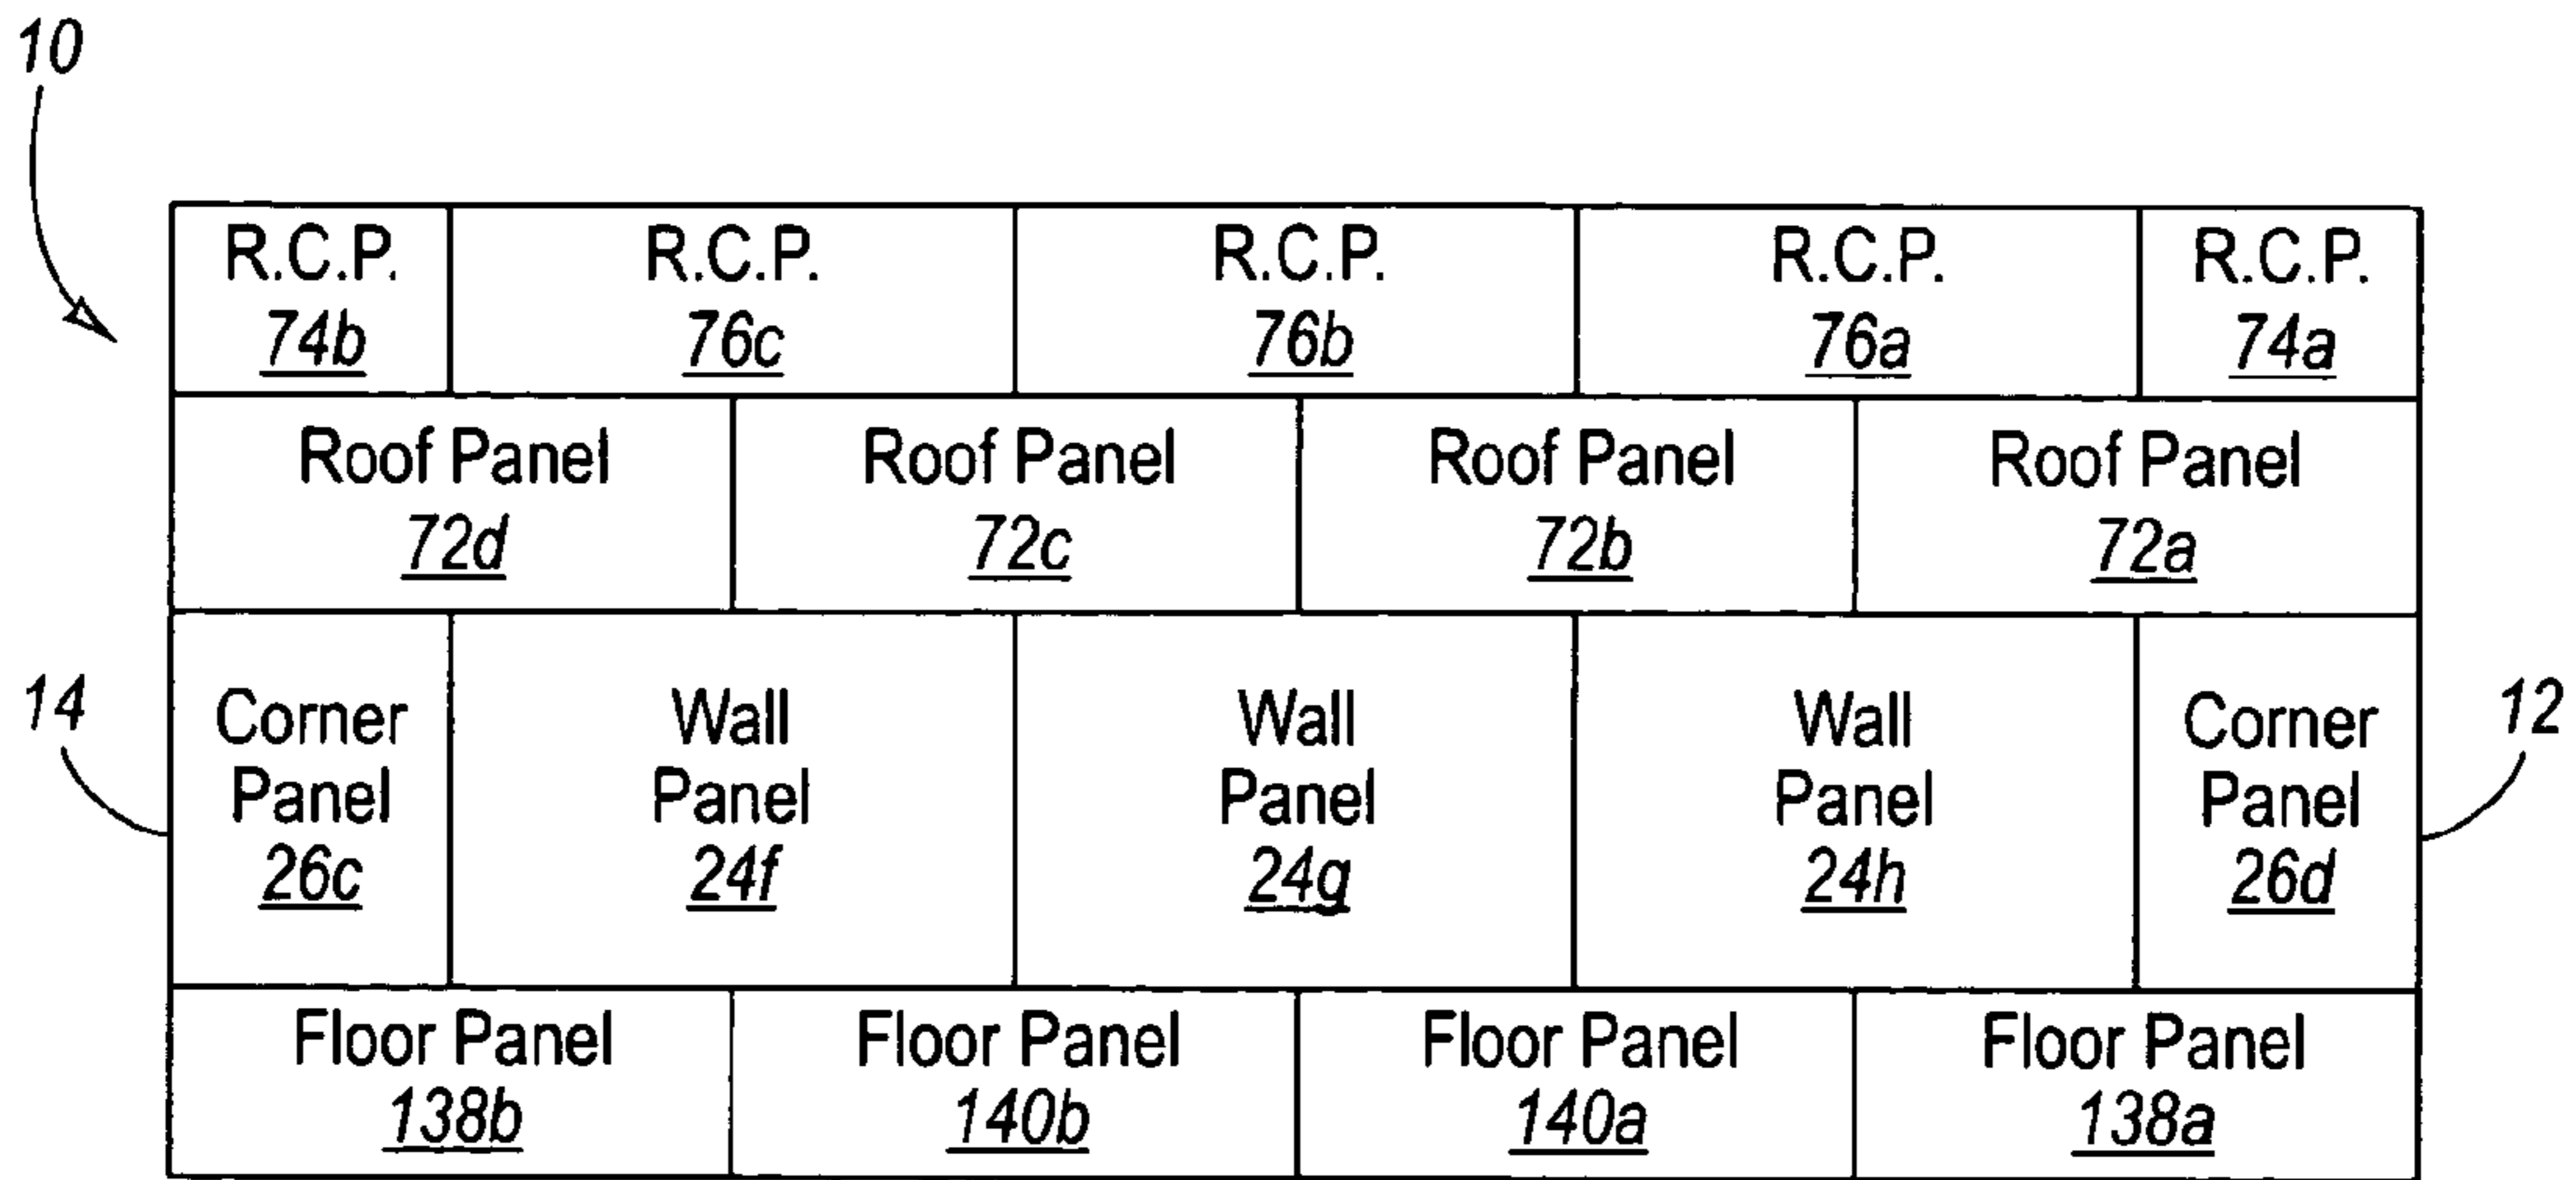 10
R.C.P. R.C.P. R.C.P. R.C.P. R.C.P.
74b 76c 76b 76a 74a
Roof Panel Roof Panel Roof Panel Roof Panel
72d 72c 72b 72a
14 Corner Wall Wall Wall Corner 12
Panel Panel Panel Panel Panel
26c 24f 24g 24h 26d
Floor Panel Floor Panel Floor Panel Floor Panel
138b 140b 140a 138a